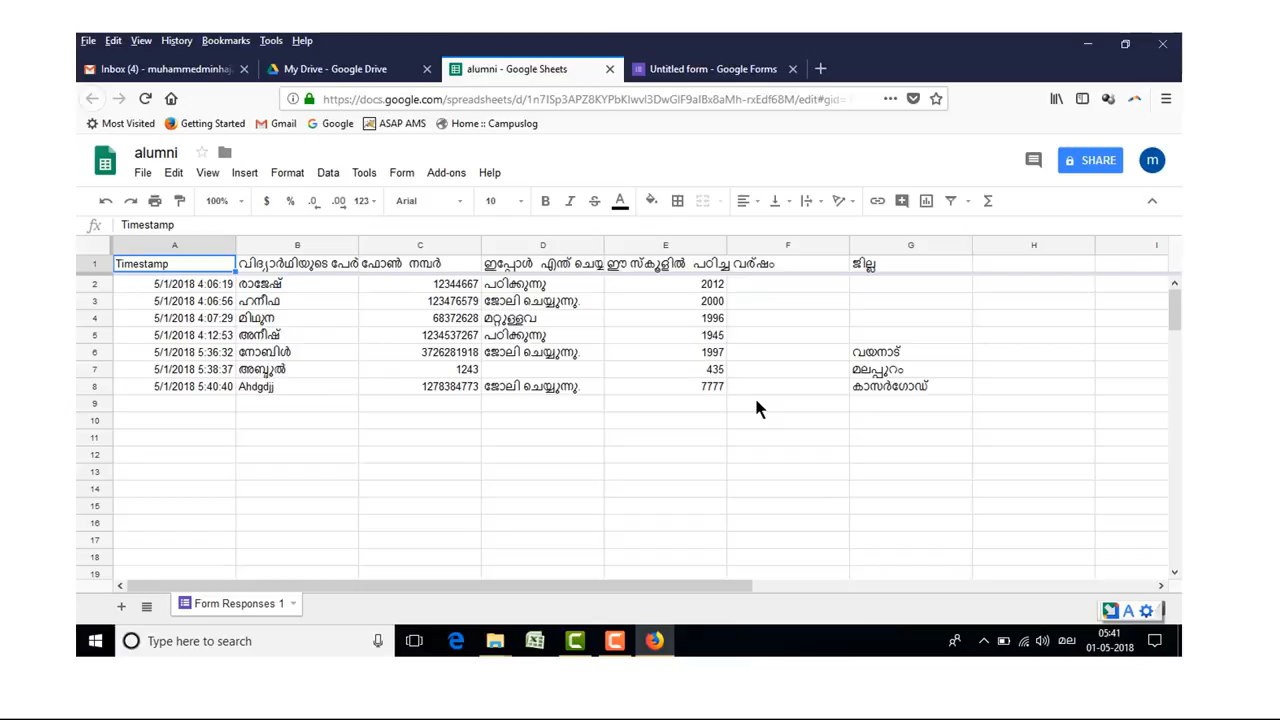 File Edit View History Bookmarks Tools Help
Inbox (4) - muhammedminhaj
My Drive - Google Drive
alumni - Google Sheets
Untitled form - Google Forms
https://docs.google.com/spreadsheets/d/
Most Visited Getting Started Gmail Google ASAP AMS Home :: Campuslog
alumni
SHARE m
File Edit View Insert Format Data Tools Form Add-ons Help
100% $ % .0 .00 123 Arial 10 B I S A
fx Timestamp
A B C D E F G H I
1 Timestamp വിദ്യാർഥിയുടെ പേര് ഫോൺ നമ്പർ ഇപ്പോൾ എന്ത് ചെയ്യ ഈ സ്കൂളിൽ പഠിച്ച വര്ഷം ജില്ല
2 5/1/2018 4:06:19 രാജേഷ് 12344667 പഠിക്കുന്നു 2012
3 5/1/2018 4:06:56 ഹനീഫ 123476579 ജോലി ചെയ്യുന്നു. 2000
4 5/1/2018 4:07:29 മിഥുന 68372628 മറ്റുള്ളവ 1996
5 5/1/2018 4:12:53 അനീഷ് 1234537267 പഠിക്കുന്നു 1945
6 5/1/2018 5:36:32 നോബിൾ 3726281918 ജോലി ചെയ്യുന്നു. 1997 വയനാട്
7 5/1/2018 5:38:37 അബ്ദുൽ 1243 435 മലപ്പുറം
8 5/1/2018 5:40:40 Ahdgdjj 1278384773 ജോലി ചെയ്യുന്നു. 7777 കാസർഗോഡ്
9
10
11
12
13
14
15
16
17
18
19
Form Responses 1
A
Type here to search
മല
05:41
01-05-2018